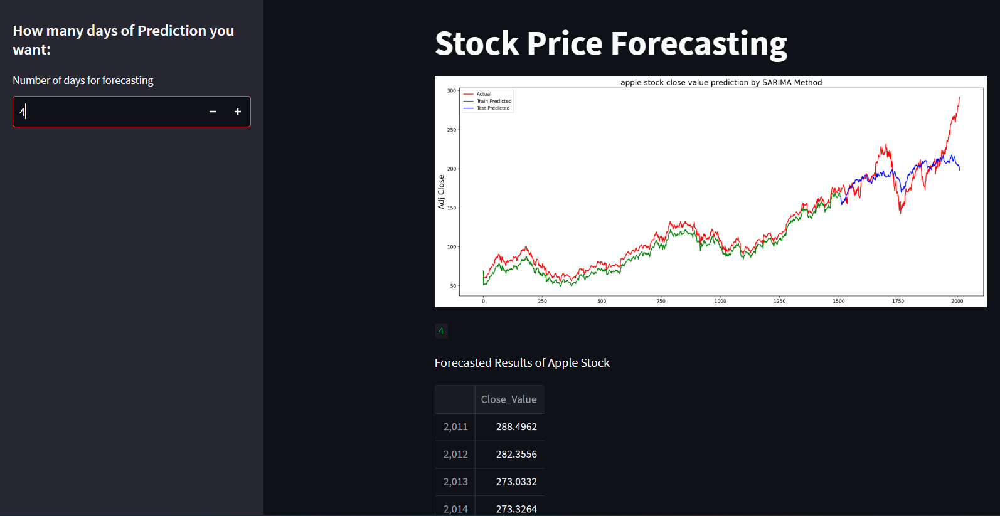 How many days of Prediction you
want:
Number of days for forecasting
4
Stock Price Forecasting
apple stock close value prediction by SARIMA Method
Actual
Train Predicted
Test Predicted
300
250
200
150
100
50
Adj Close
0 250 500 750 1000 1250 1500 1750 2000
4
Forecasted Results of Apple Stock
Close_Value
2,011 288.4962
2,012 282.3556
2,013 273.0332
2,014 273.3264